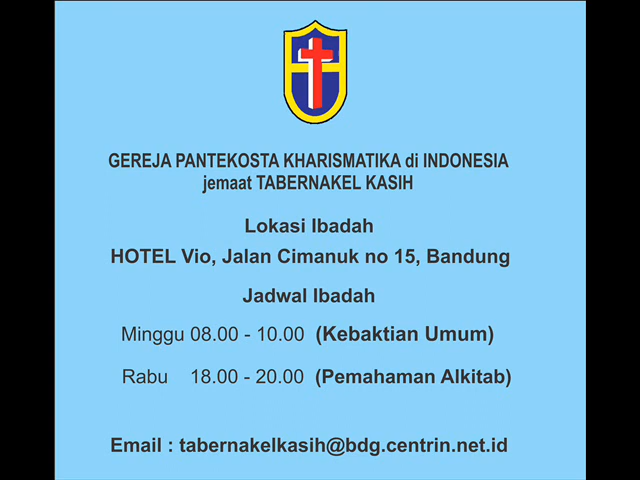 GEREJA PANTEKOSTA KHARISMATIKA di INDONESIA
jemaat TABERNAKEL KASIH
Lokasi Ibadah
HOTEL Vio, Jalan Cimanuk no 15, Bandung
Jadwal Ibadah
Minggu 08.00 - 10.00 (Kebaktian Umum)
Rabu 18.00 - 20.00 (Pemahaman Alkitab)
Email : tabernakelkasih@bdg.centrin.net.id